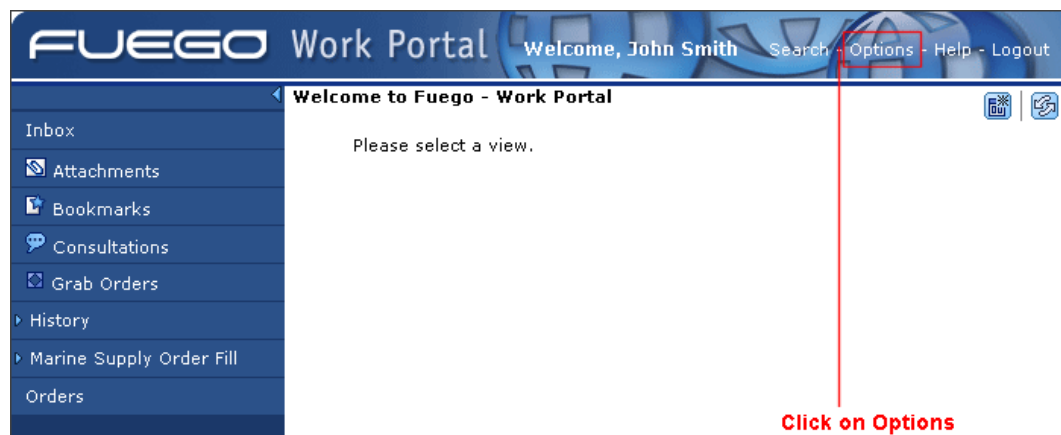 FUEGO Work Portal Welcome, John Smith Search - Options - Help - Logout
Welcome to Fuego - Work Portal
Please select a view.
Inbox
Attachments
Bookmarks
Consultations
Grab Orders
History
Marine Supply Order Fill
Orders
Click on Options